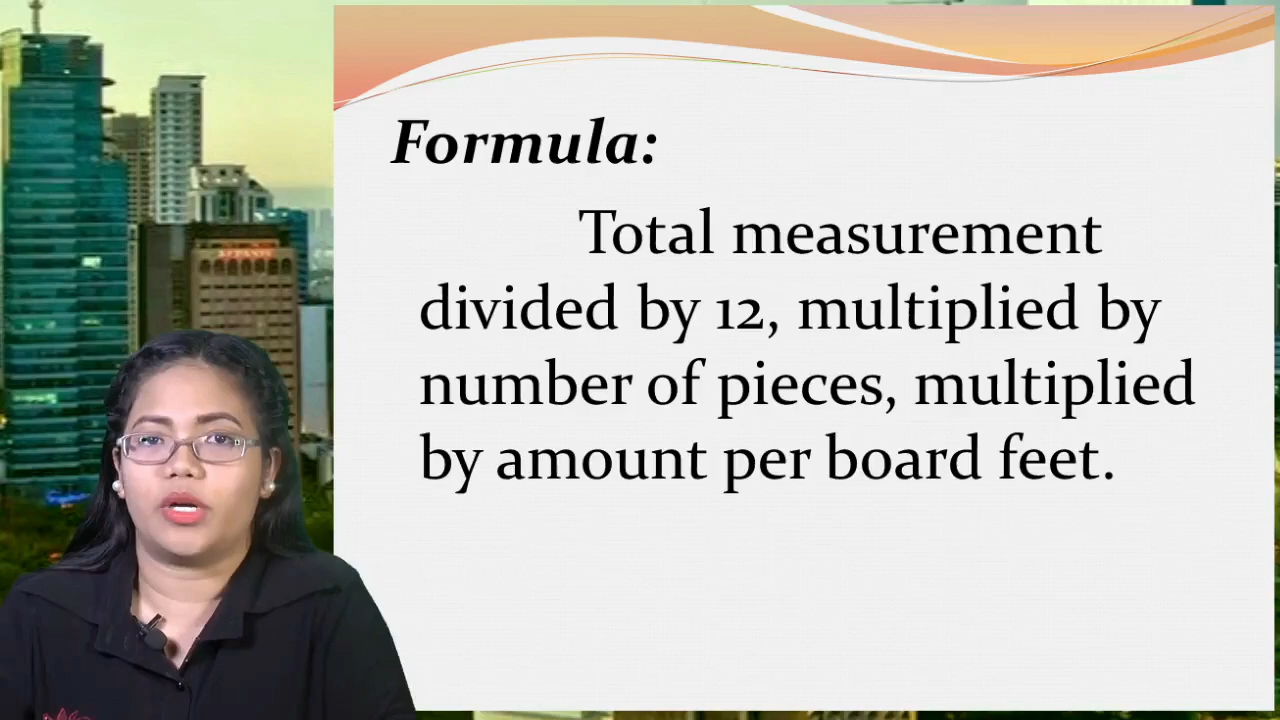 Formula:
Total measurement
divided by 12, multiplied by
number of pieces, multiplied
by amount per board feet.